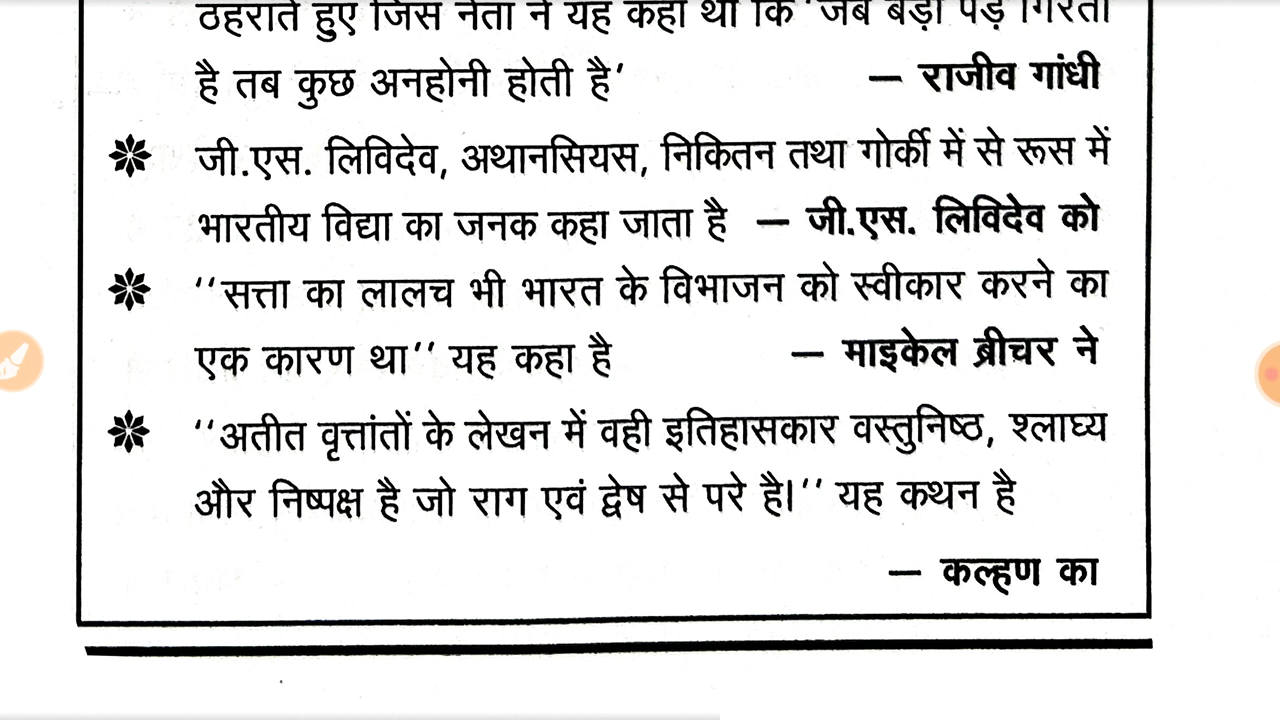 ठहराते हुए जिस नेता ने यह कहा था कि 'जब बड़ा पेड़ गिरता
है तब कुछ अनहोनी होती है' — राजीव गांधी
जी.एस. लिविदेव, अथानसियस, निकितन तथा गोर्की में से रूस में
भारतीय विद्या का जनक कहा जाता है — जी.एस. लिविदेव को
''सत्ता का लालच भी भारत के विभाजन को स्वीकार करने का
एक कारण था'' यह कहा है — माइकेल ब्रीचर ने
''अतीत वृत्तांतों के लेखन में वही इतिहासकार वस्तुनिष्ठ, श्लाघ्य
और निष्पक्ष है जो राग एवं द्वेष से परे है।'' यह कथन है
— कल्हण का